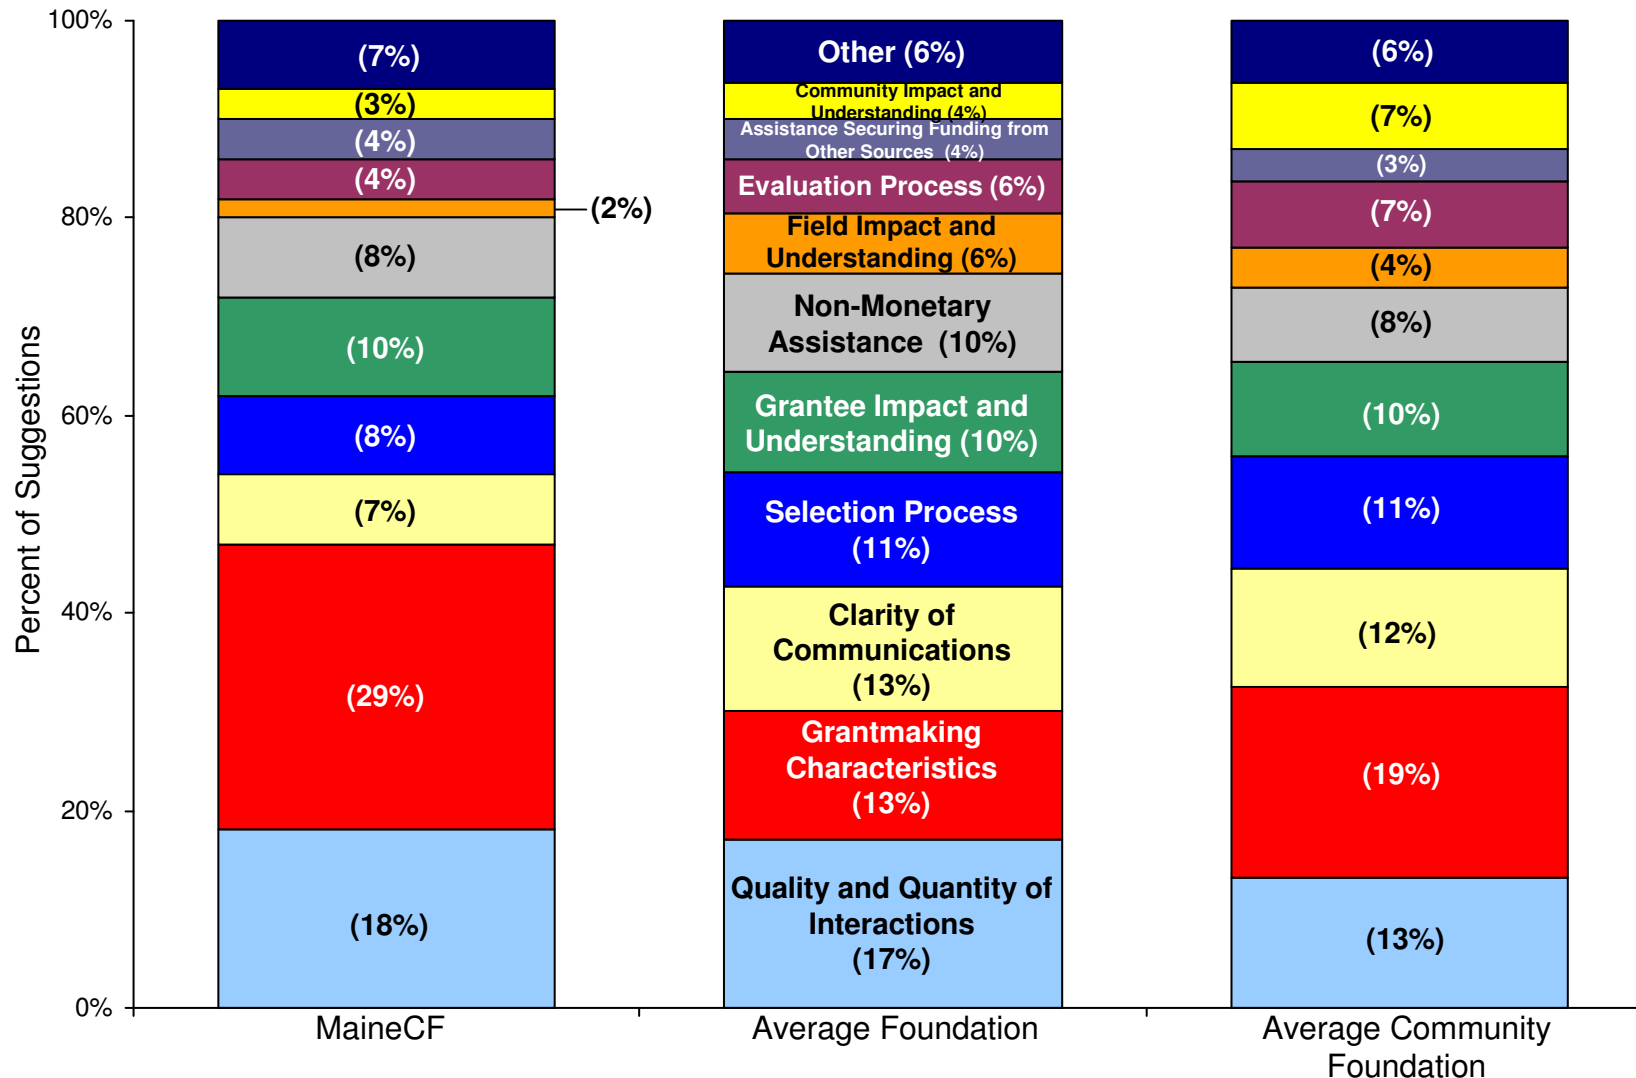 100%
80%
60%
40%
20%
0%
Percent of Suggestions
(7%)
(3%)
(4%)
(4%)
(2%)
(8%)
(10%)
(8%)
(7%)
(29%)
(18%)
Other (6%)
Community Impact and
Understanding (4%)
Assistance Securing Funding from
Other Sources (4%)
Evaluation Process (6%)
Field Impact and
Understanding (6%)
Non-Monetary
Assistance (10%)
Grantee Impact and
Understanding (10%)
Selection Process
(11%)
Clarity of
Communications
(13%)
Grantmaking
Characteristics
(13%)
Quality and Quantity of
Interactions
(17%)
(6%)
(7%)
(3%)
(7%)
(4%)
(8%)
(10%)
(11%)
(12%)
(19%)
(13%)
MaineCF
Average Foundation
Average Community
Foundation